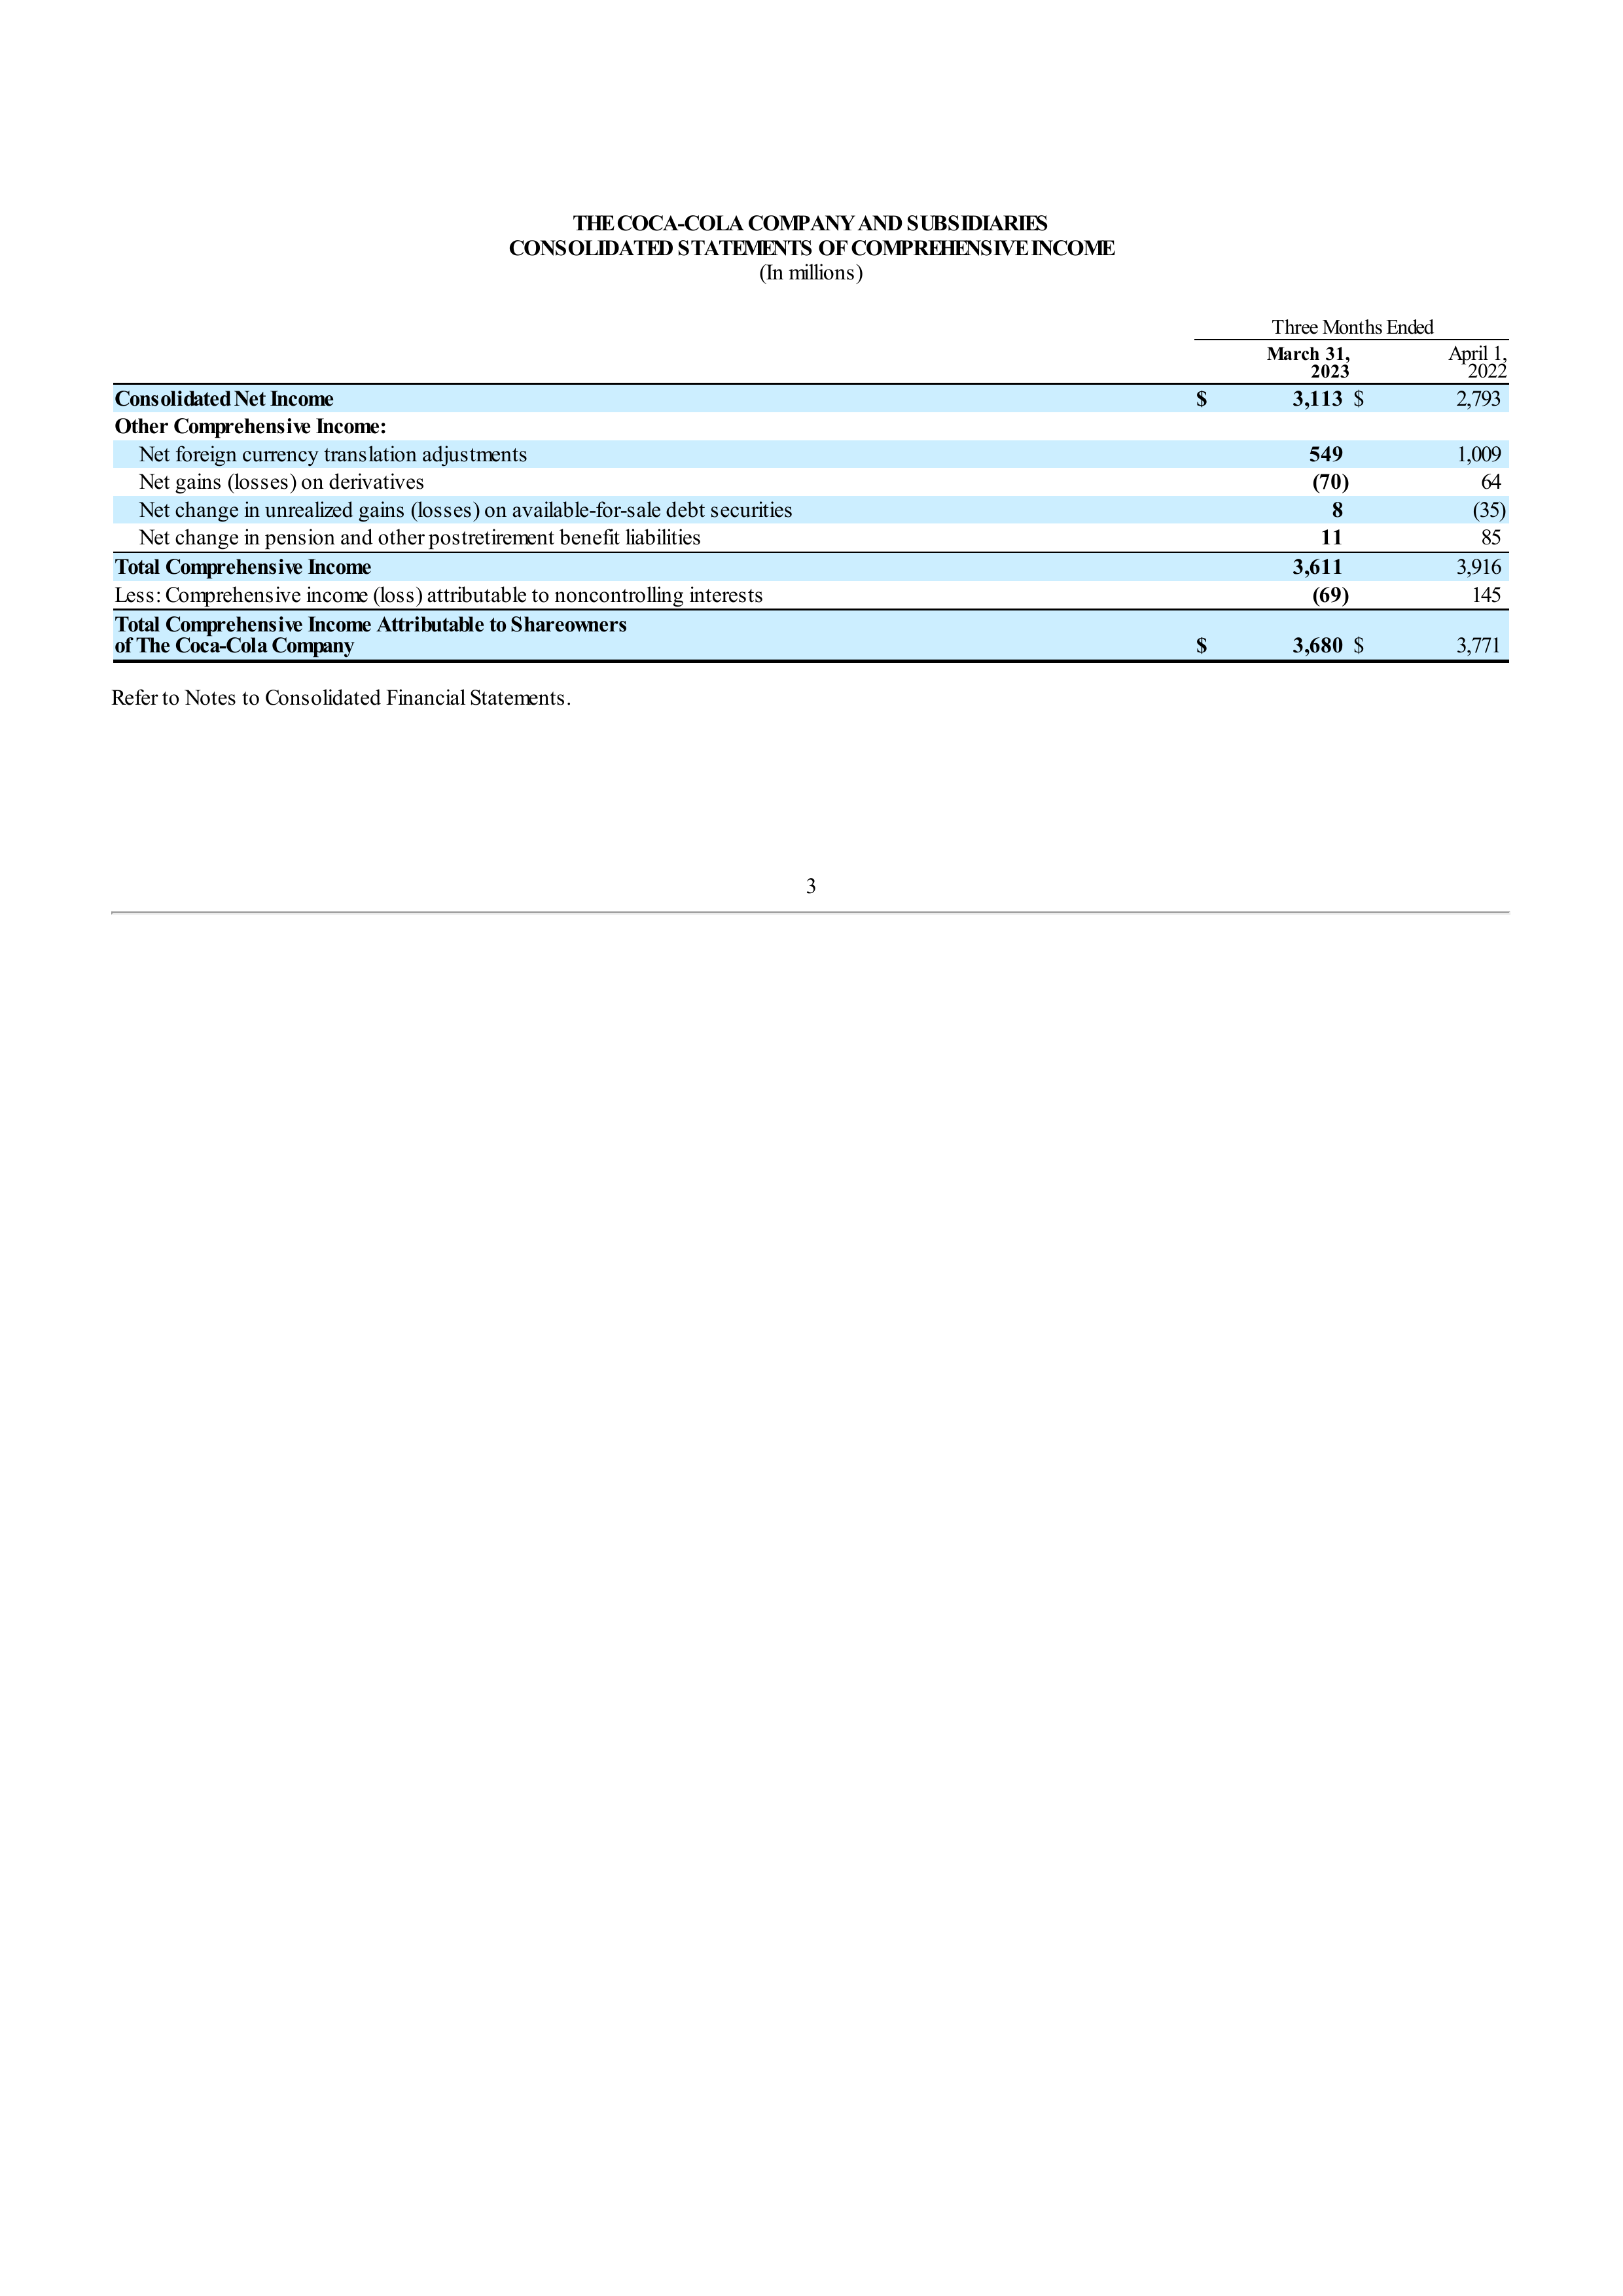 THE COCA-COLA COMPANY AND SUBSIDIARIES
CONSOLIDATED STATEMENTS OF COMPREHENSIVE INCOME
(In millions)
Three Months Ended
March 31, 2023 April 1, 2022
Consolidated Net Income $ 3,113 $ 2,793
Other Comprehensive Income:
Net foreign currency translation adjustments 549 1,009
Net gains (losses) on derivatives (70) 64
Net change in unrealized gains (losses) on available-for-sale debt securities 8 (35)
Net change in pension and other postretirement benefit liabilities 11 85
Total Comprehensive Income 3,611 3,916
Less: Comprehensive income (loss) attributable to noncontrolling interests (69) 145
Total Comprehensive Income Attributable to Shareowners
of The Coca-Cola Company $ 3,680 $ 3,771
Refer to Notes to Consolidated Financial Statements.
3